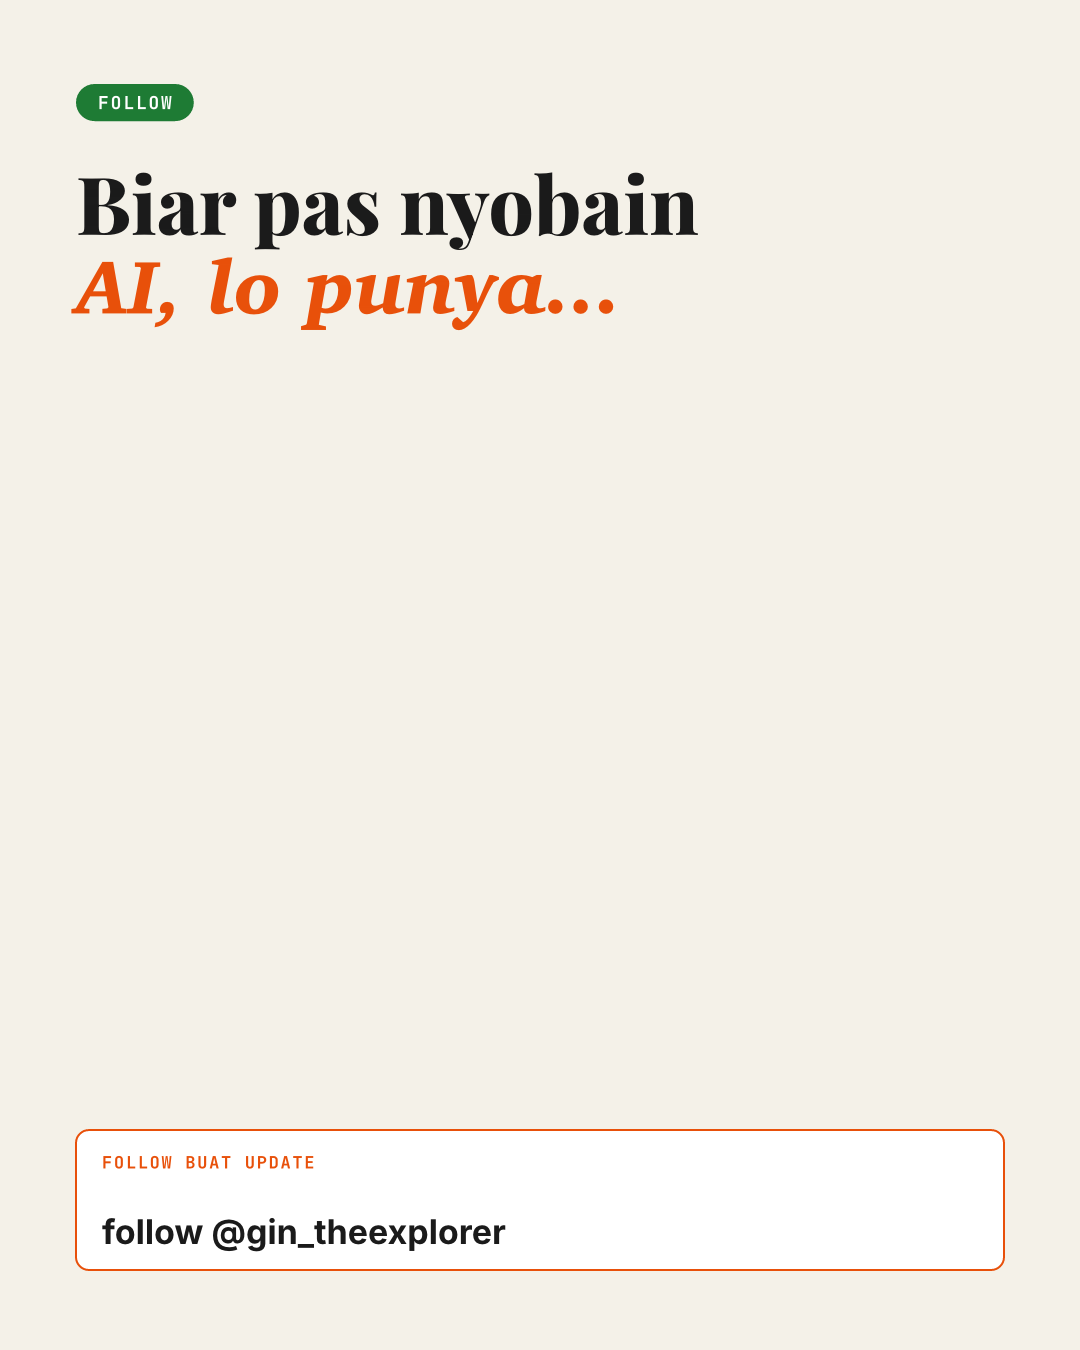 FOLLOW
Biar pas nyobain
AI, lo punya...
FOLLOW BUAT UPDATE
follow @gin_theexplorer